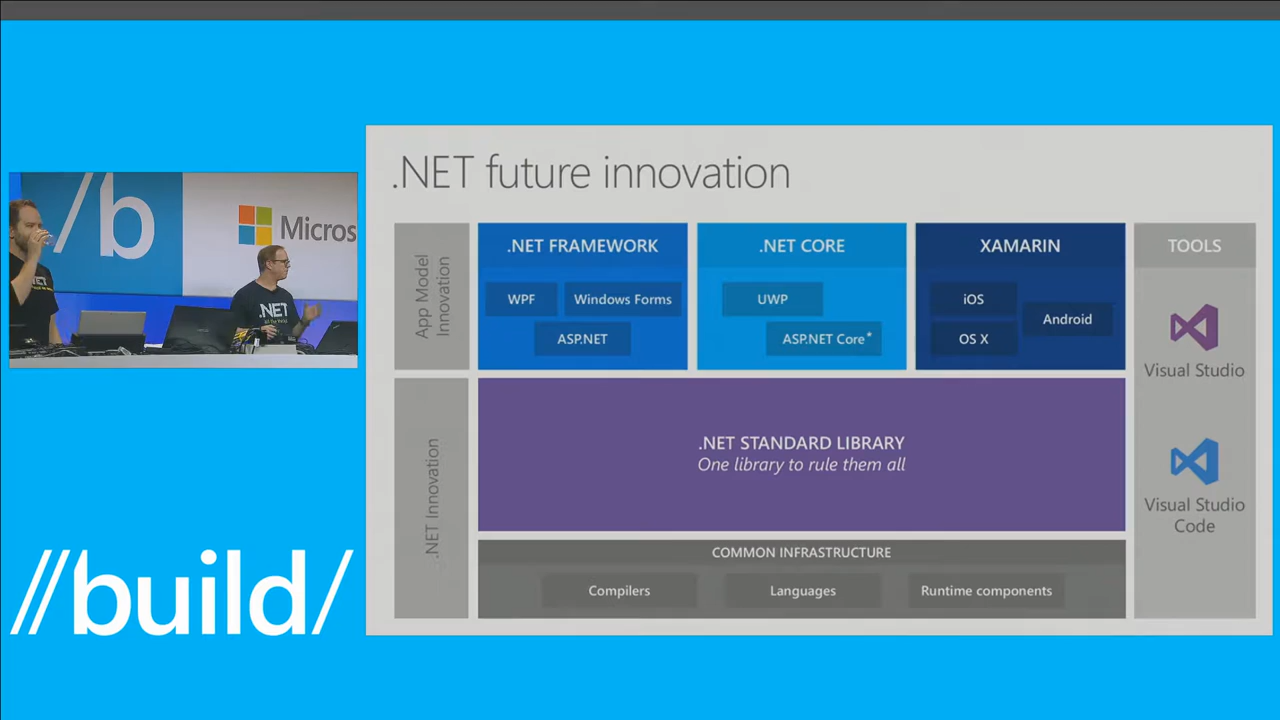 /b
Micros
.NET
//build/
.NET future innovation
App Model
Innovation
.NET FRAMEWORK
WPF
Windows Forms
ASP.NET
.NET CORE
UWP
ASP.NET Core*
XAMARIN
iOS
Android
OS X
TOOLS
Visual Studio
Visual Studio
Code
.NET Innovation
.NET STANDARD LIBRARY
One library to rule them all
COMMON INFRASTRUCTURE
Compilers
Languages
Runtime components